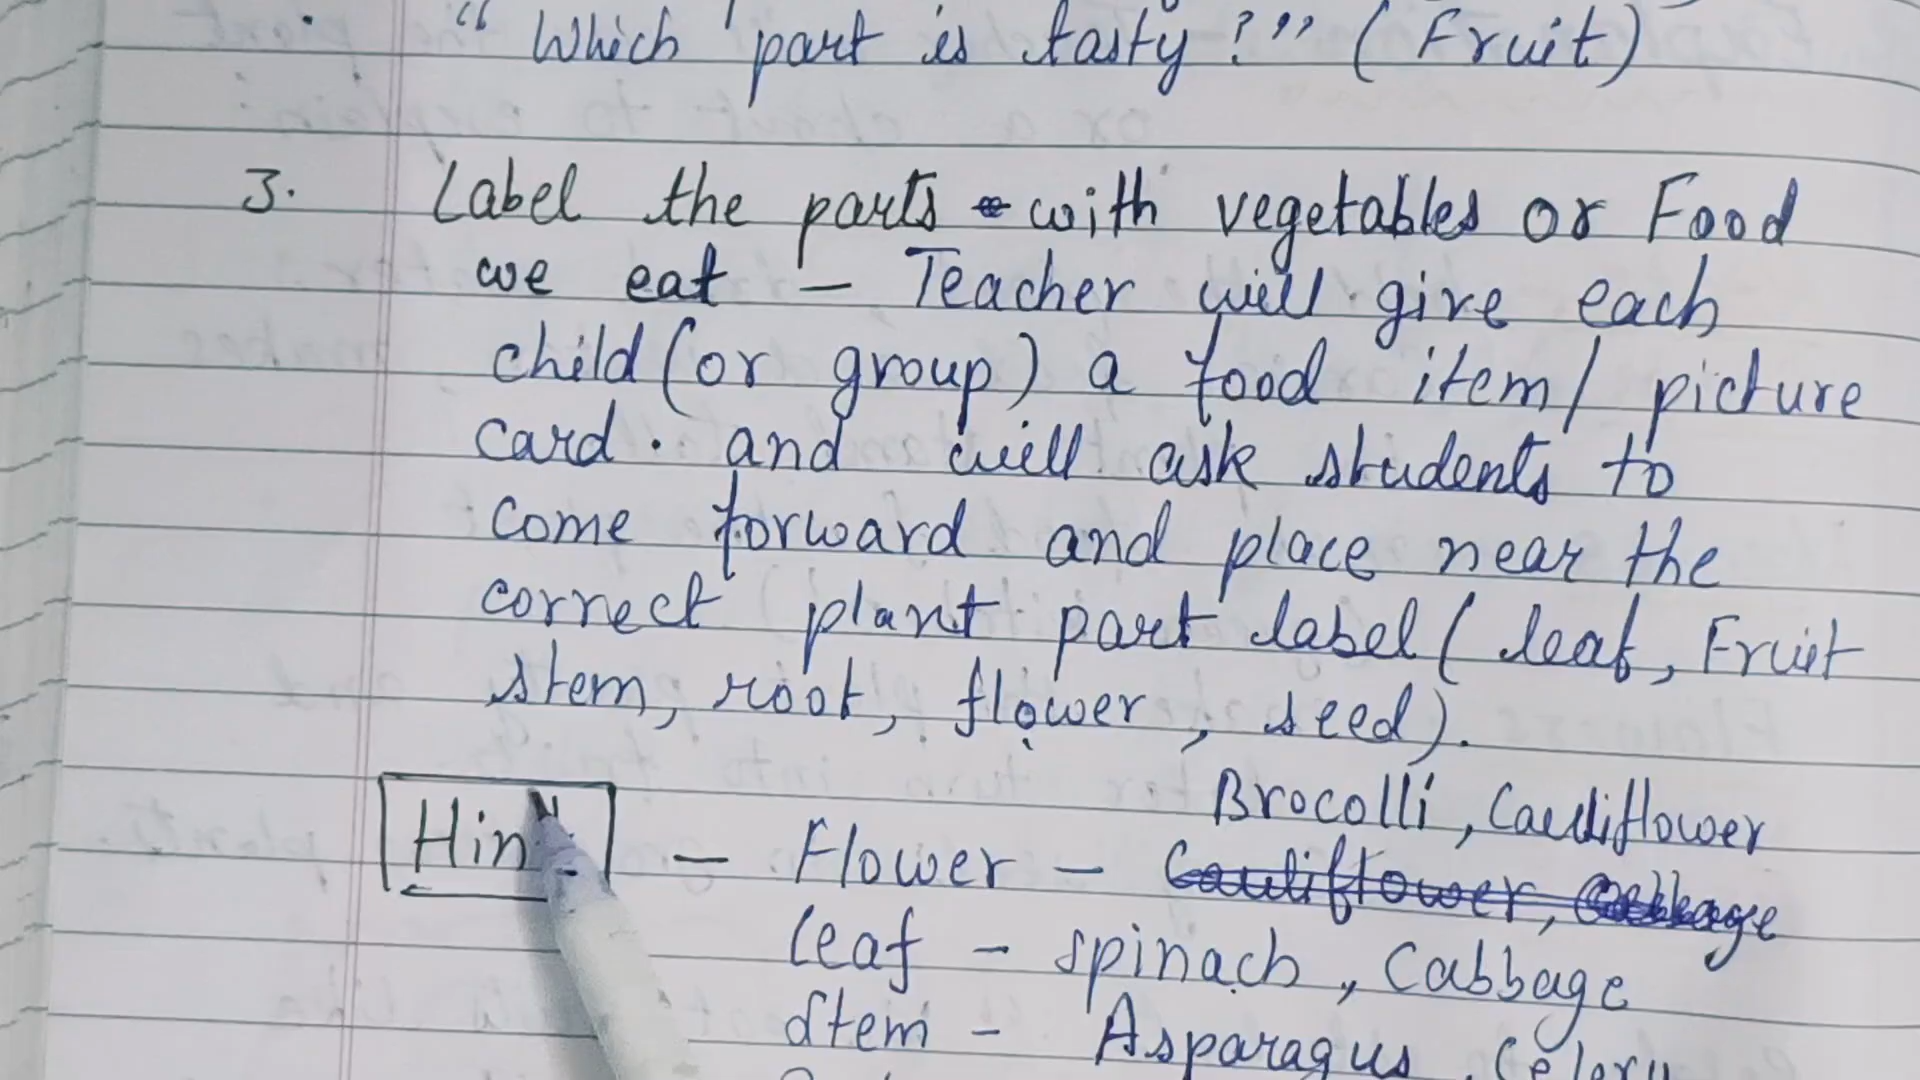 "Which part is tasty?" (Fruit)
3. Label the parts with vegetables or Food
we eat - Teacher will give each
child (or group) a food item / picture
card. and will ask students to
come forward and place near the
correct plant part label (leaf, Fruit
stem, root, flower, seed).
Brocolli, Cauliflower
Hint - Flower - Cauliflower, Cabbage
Leaf - spinach, Cabbage
Stem - Asparagus, Celery